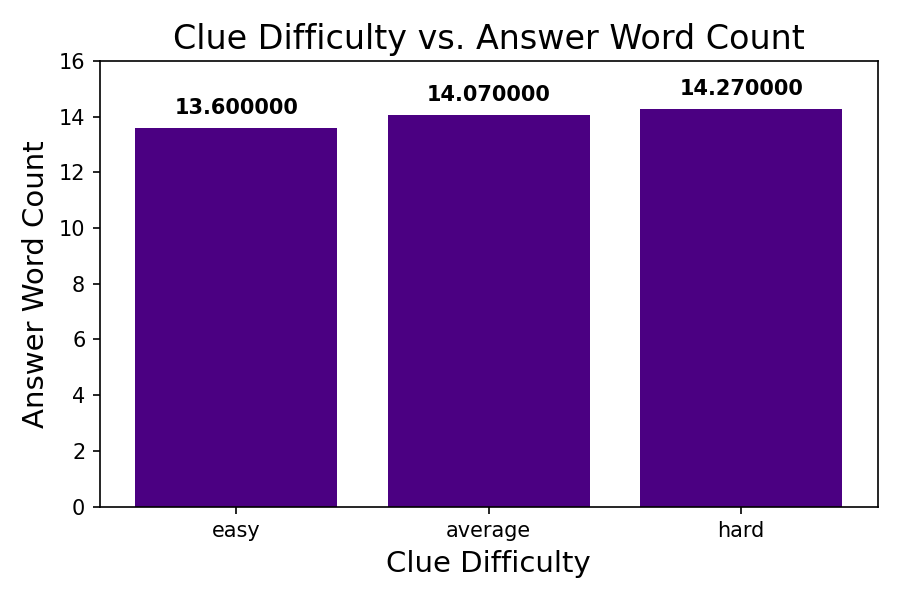 Clue Difficulty vs. Answer Word Count
Answer Word Count
16
14
12
10
8
6
4
2
0
13.600000
14.070000
14.270000
easy
average
hard
Clue Difficulty